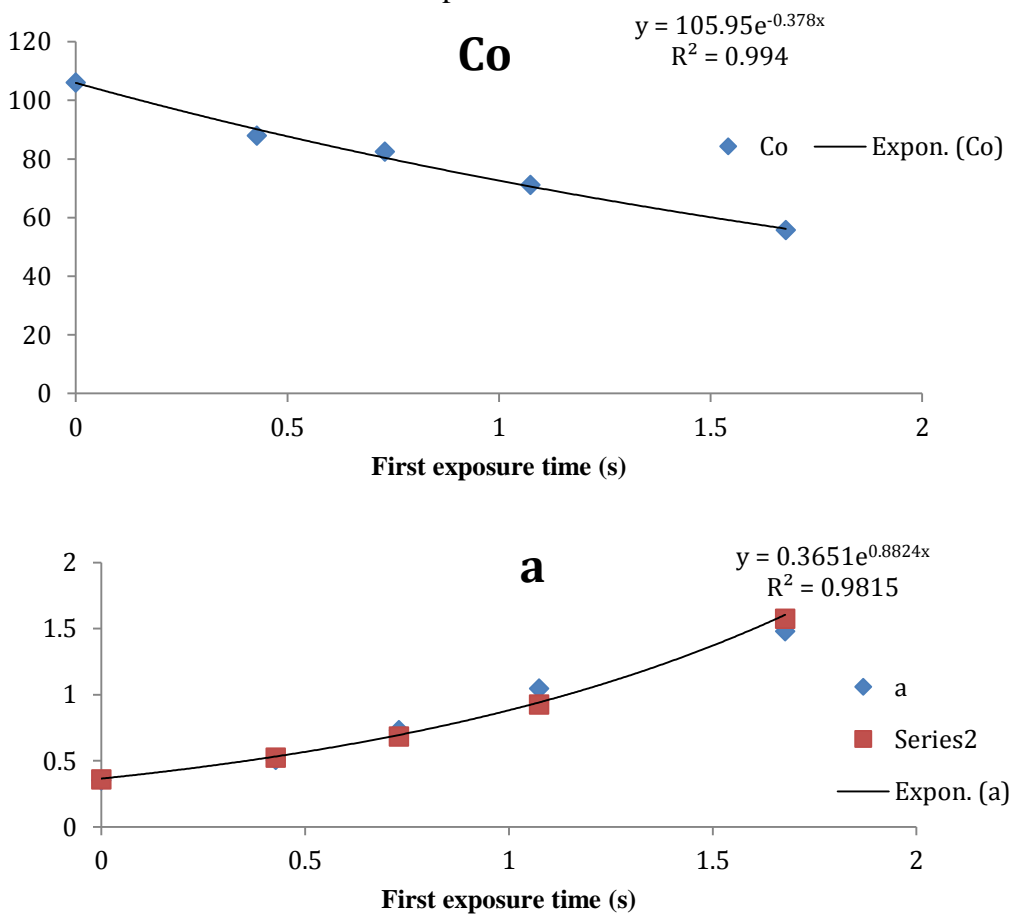 y = 105.95e^-0.378x
R² = 0.994
Co
120
100
80
60
40
20
0
0 0.5 1 1.5 2
First exposure time (s)
Co
Expon. (Co)
y = 0.3651e^0.8824x
R² = 0.9815
a
2
1.5
1
0.5
0
0 0.5 1 1.5 2
First exposure time (s)
a
Series2
Expon. (a)